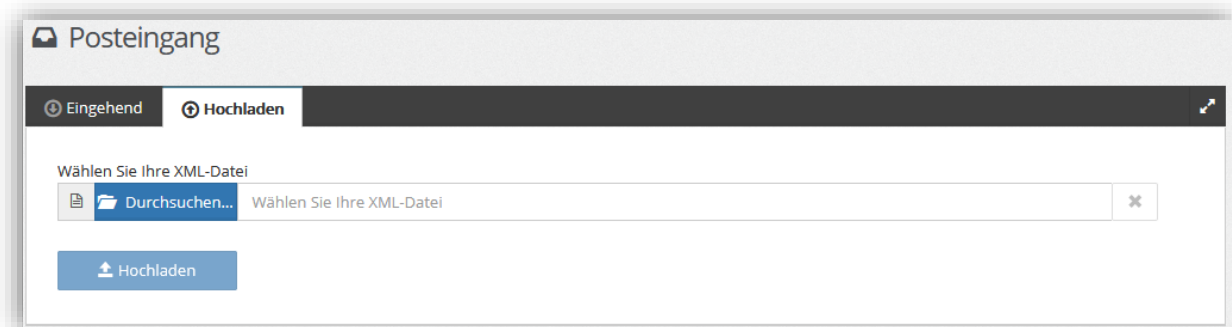 Posteingang
Eingehend
Hochladen
Wählen Sie Ihre XML-Datei
Durchsuchen... Wählen Sie Ihre XML-Datei
Hochladen